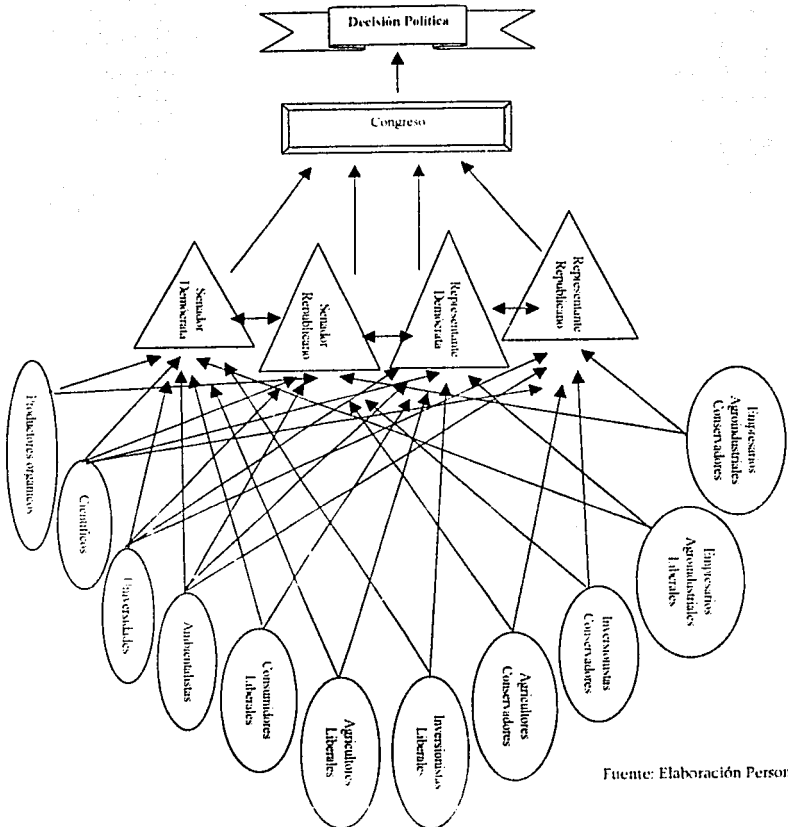 Decisión Política
Congreso
Senador
Demócrata
Senador
Republicano
Representante
Demócrata
Representante
Republicano
Productores orgánicos
Científicos
Universidades
Ambientalistas
Consumidores
Liberales
Agricultores
Liberales
Inversionistas
Liberales
Agricultores
Conservadores
Inversionistas
Conservadores
Empresarios
Agroindustriales
Liberales
Empresarios
Agroindustriales
Conservadores
Fuente: Elaboración Person